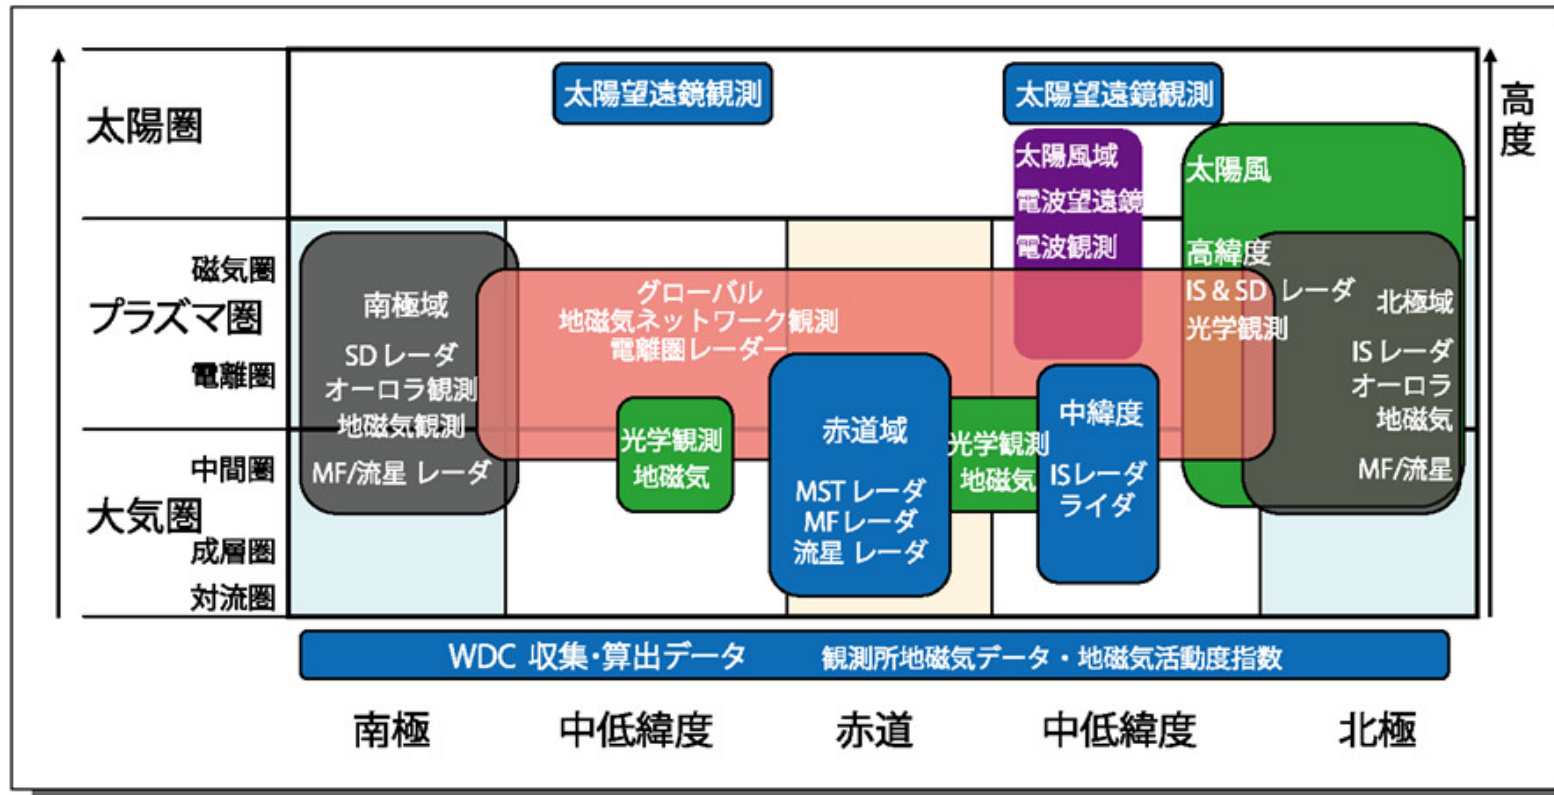 太陽圏
磁気圏
プラズマ圏
電離圏
中間圏
大気圏
成層圏
対流圏
高度
太陽望遠鏡観測
太陽望遠鏡観測
太陽風域
電波望遠鏡
電波観測
太陽風
高緯度
IS & SD レーダ
光学観測
南極域
SDレーダ
オーロラ観測
地磁気観測
MF/流星 レーダ
グローバル
地磁気ネットワーク観測
電離圏レーダー
光学観測
地磁気
赤道域
MSTレーダ
MFレーダ
流星 レーダ
光学観測
地磁気
中緯度
ISレーダ
ライダ
北極域
ISレーダ
オーロラ
地磁気
MF/流星
WDC 収集・算出データ 観測所地磁気データ・地磁気活動度指数
南極
中低緯度
赤道
中低緯度
北極